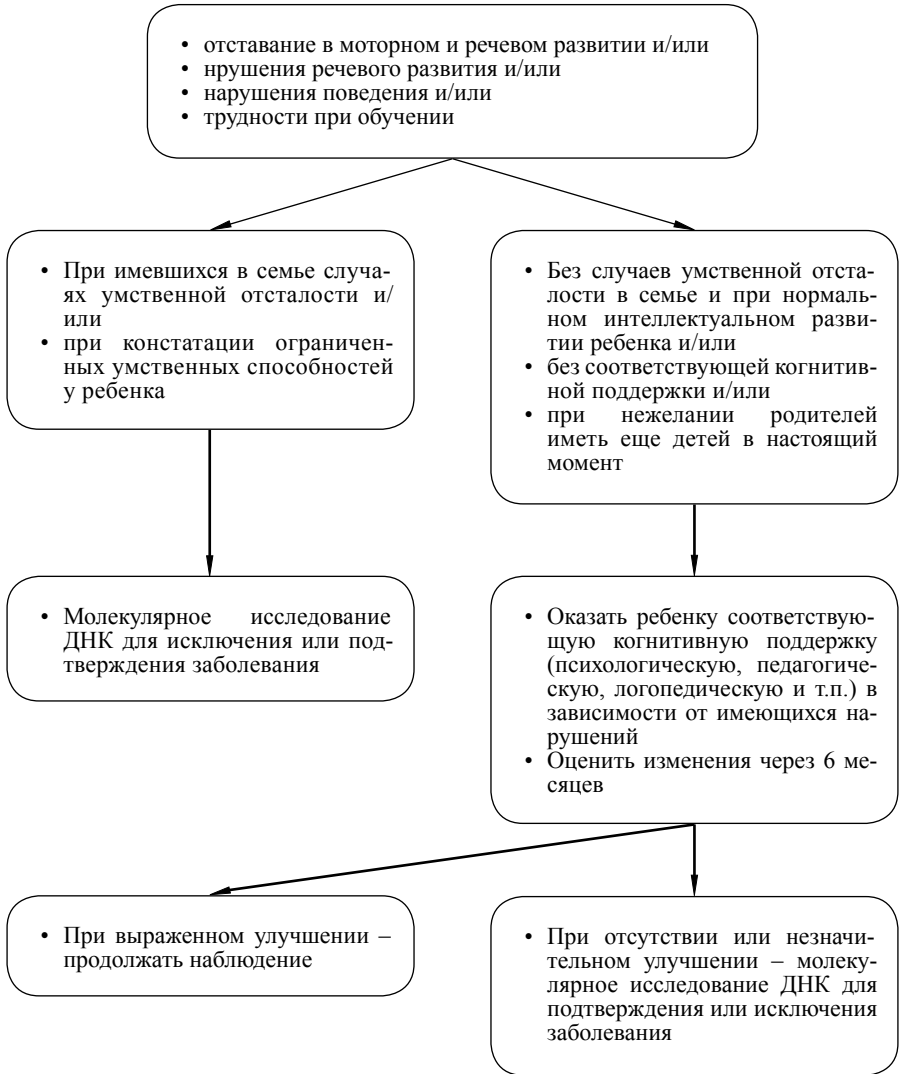 • отставание в моторном и речевом развитии и/или
• нрушения речевого развития и/или
• нарушения поведения и/или
• трудности при обучении
• При имевшихся в семье случа-
ях умственной отсталости и/
или
• при констатации ограничен-
ных умственных способностей
у ребенка
• Без случаев умственной отста-
лости в семье и при нормаль-
ном интеллектуальном разви-
тии ребенка и/или
• без соответствующей когнитив-
ной поддержки и/или
• при нежелании родителей
иметь еще детей в настоящий
момент
• Молекулярное исследование
ДНК для исключения или под-
тверждения заболевания
• Оказать ребенку соответствую-
щую когнитивную поддержку
(психологическую, педагогиче-
скую, логопедическую и т.п.) в
зависимости от имеющихся на-
рушений
• Оценить изменения через 6 ме-
сяцев
• При выраженном улучшении –
продолжать наблюдение
• При отсутствии или незначи-
тельном улучшении – молеку-
лярное исследование ДНК для
подтверждения или исключения
заболевания